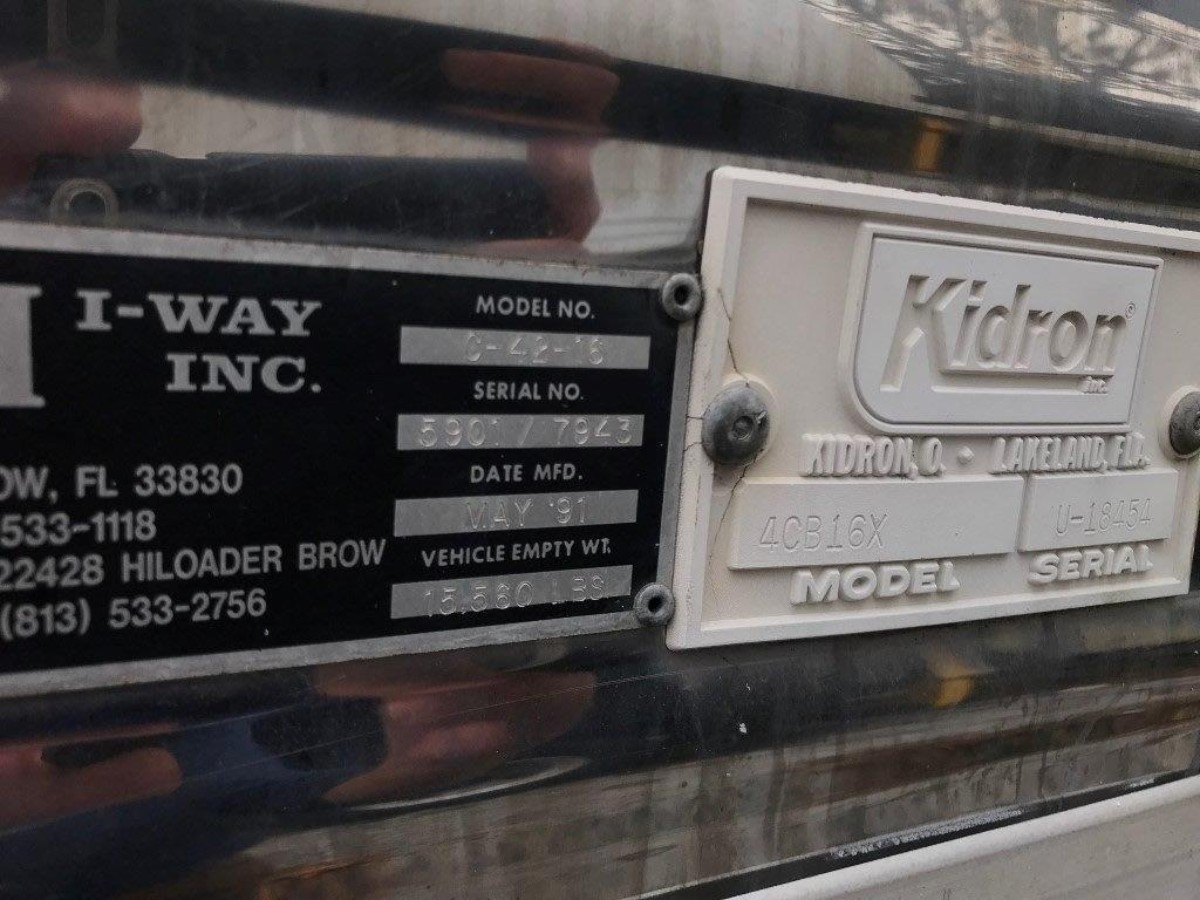 I-WAY
INC.
OW, FL 33830
533-1118
22428 HILOADER BROW
(813) 533-2756
MODEL NO.
C-42-16
SERIAL NO.
5901 / 7943
DATE MFD.
MAY '91
VEHICLE EMPTY WT.
15,560 LBS
Kidron®
Inc.
KIDRON, O. • LAKELAND, FLA.
4CB16X U-18454
MODEL SERIAL